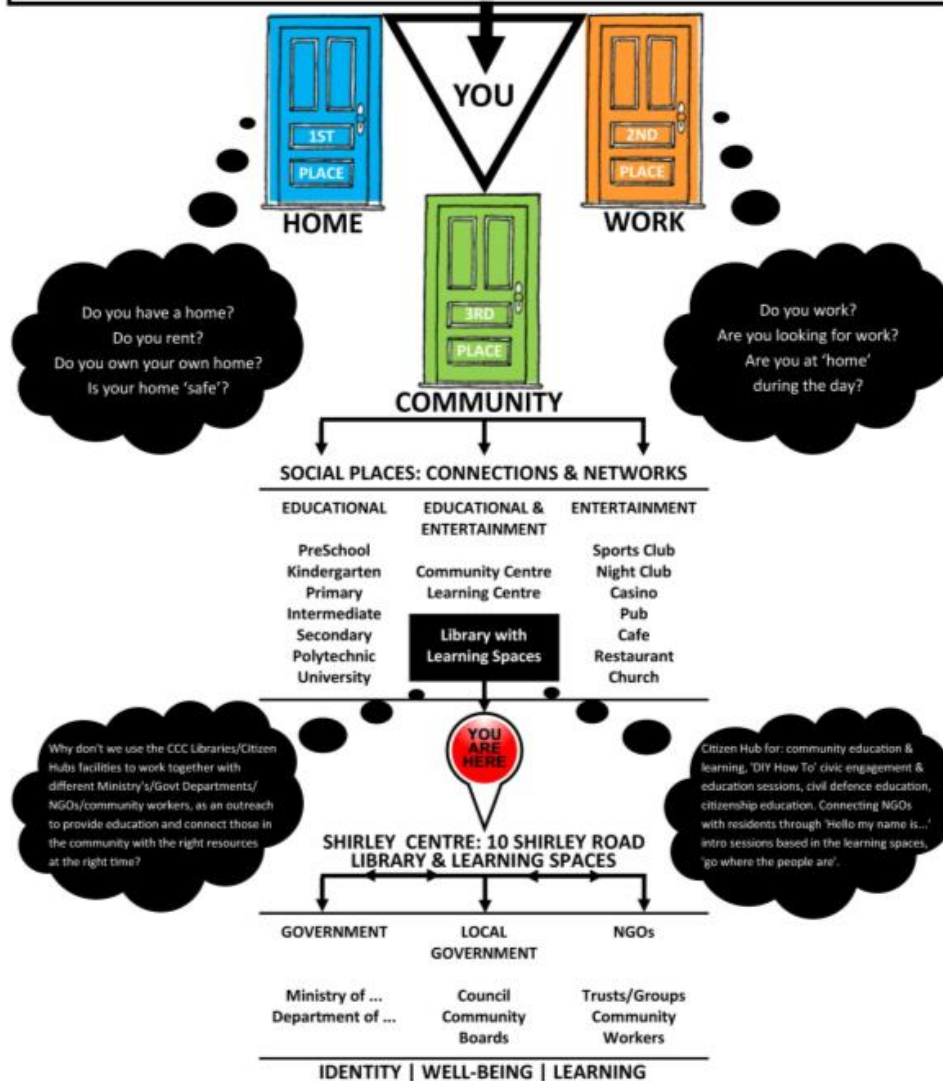 YOU
1ST
PLACE
HOME
2ND
PLACE
WORK
3RD
PLACE
COMMUNITY
Do you have a home?
Do you rent?
Do you own your own home?
Is your home ‘safe’?
Do you work?
Are you looking for work?
Are you at ‘home’
during the day?
SOCIAL PLACES: CONNECTIONS & NETWORKS
EDUCATIONAL
PreSchool
Kindergarten
Primary
Intermediate
Secondary
Polytechnic
University
EDUCATIONAL &
ENTERTAINMENT
Community Centre
Learning Centre
Library with
Learning Spaces
ENTERTAINMENT
Sports Club
Night Club
Casino
Pub
Cafe
Restaurant
Church
Why don't we use the CCC Libraries/Citizen
Hubs facilities to work together with
different Ministry's/Govt Departments/
NGOs/community workers, as an outreach
to provide education and connect those in
the community with the right resources
at the right time?
YOU
ARE
HERE
Citizen Hub for: community education &
learning, 'DIY How To' civic engagement &
education sessions, civil defence education,
citizenship education. Connecting NGOs
with residents through 'Hello my name is...'
intro sessions based in the learning spaces,
'go where the people are'.
SHIRLEY CENTRE: 10 SHIRLEY ROAD
LIBRARY & LEARNING SPACES
GOVERNMENT
Ministry of ...
Department of ...
LOCAL
GOVERNMENT
Council
Community
Boards
NGOs
Trusts/Groups
Community
Workers
IDENTITY | WELL-BEING | LEARNING